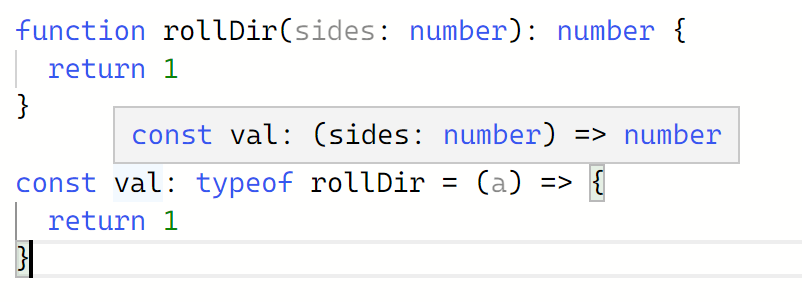 function rollDir(sides: number): number {
  return 1
}
const val: (sides: number) => number
const val: typeof rollDir = (a) => {
  return 1
}